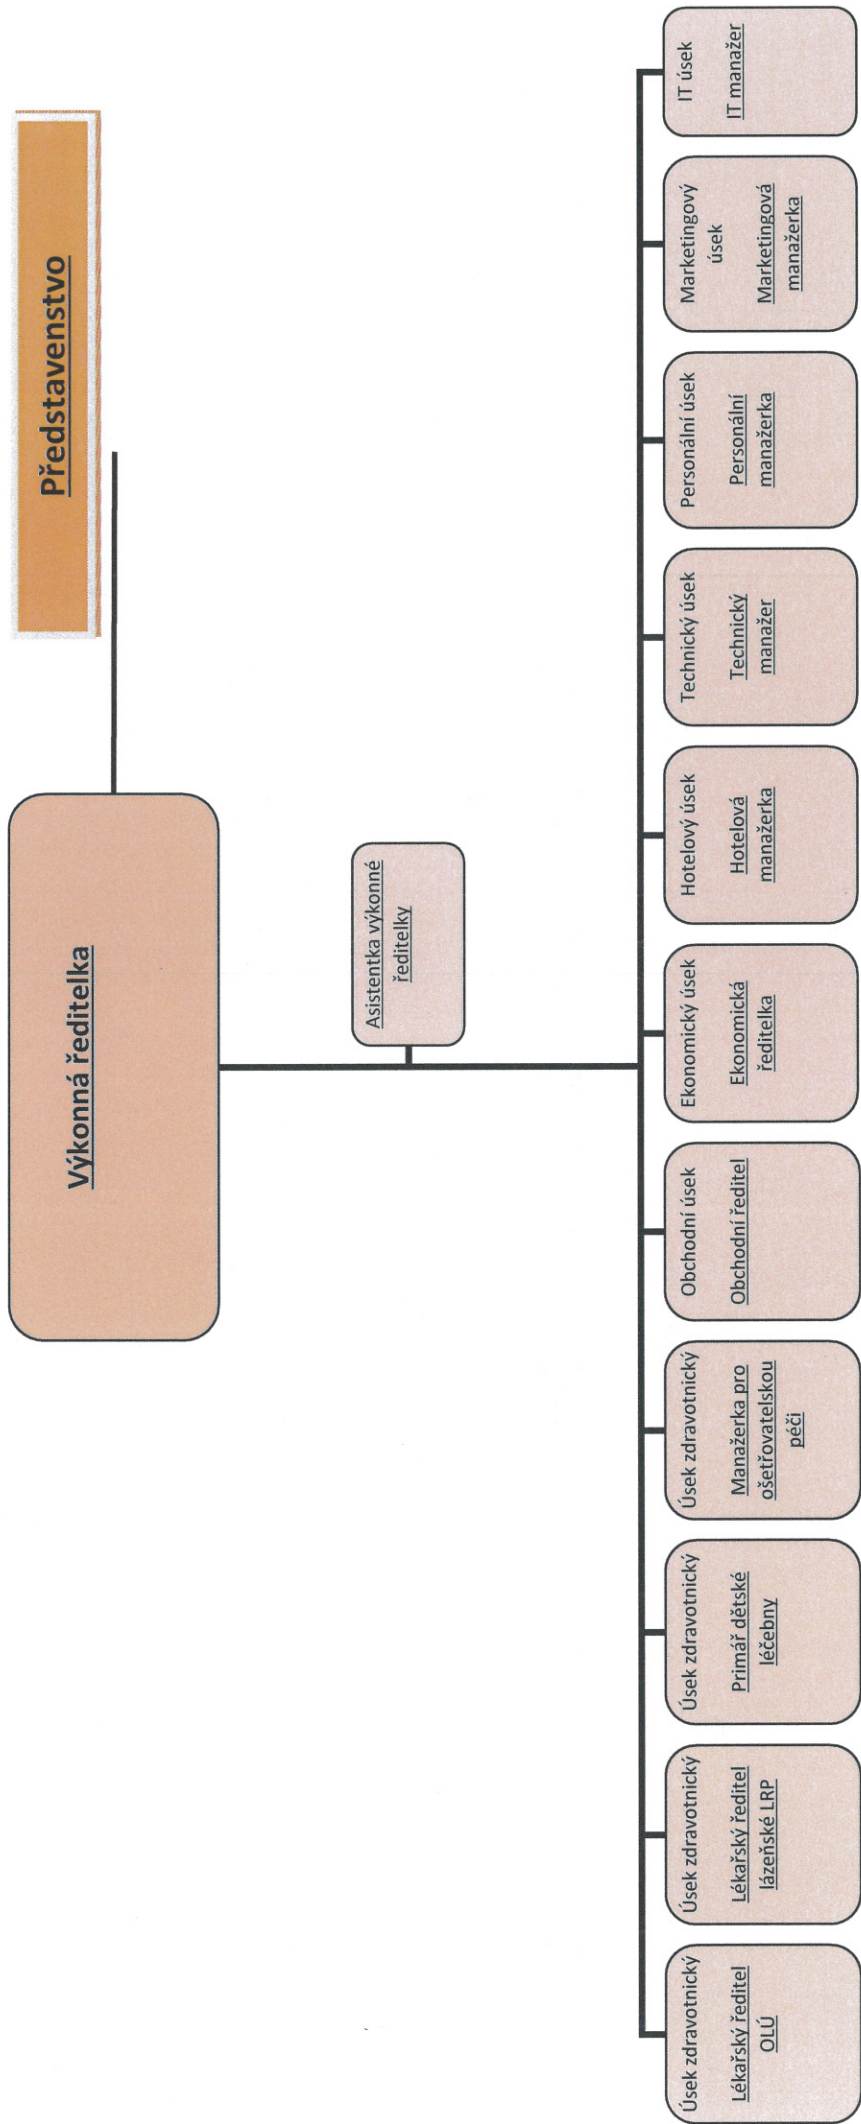 Představenstvo
Výkonná ředitelka
Asistentka výkonné
ředitelky
Úsek zdravotnický
Lékařský ředitel
OLÚ
Úsek zdravotnický
Lékařský ředitel
lázeňské LRP
Úsek zdravotnický
Primář dětské
léčebny
Úsek zdravotnický
Manažerka pro
ošetřovatelskou
péči
Obchodní úsek
Obchodní ředitel
Ekonomický úsek
Ekonomická
ředitelka
Hotelový úsek
Hotelová
manažerka
Technický úsek
Technický
manažer
Personální úsek
Personální
manažerka
Marketingový
úsek
Marketingová
manažerka
IT úsek
IT manažer